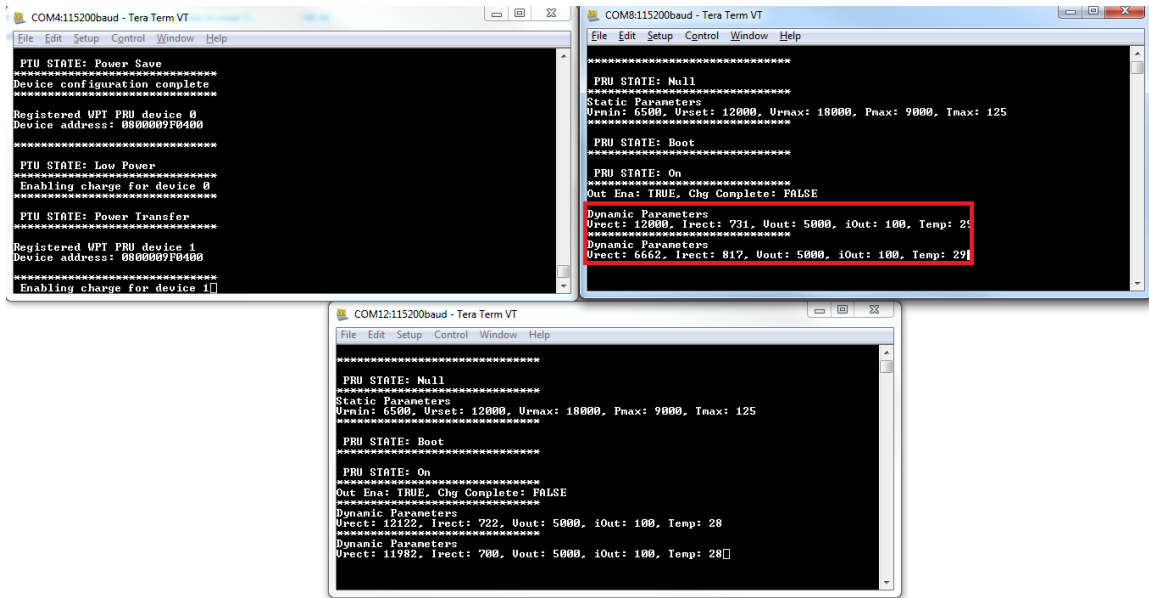 COM4:115200baud - Tera Term VT
File Edit Setup Control Window Help
PTU STATE: Power Save
******************************
Device configuration complete
******************************
Registered WPT PRU device 0
Device address: 0800009F0400
******************************
PTU STATE: Low Power
******************************
Enabling charge for device 0
******************************
PTU STATE: Power Transfer
******************************
Registered WPT PRU device 1
Device address: 0800009F0400
******************************
Enabling charge for device 1
COM8:115200baud - Tera Term VT
File Edit Setup Control Window Help
******************************
PRU STATE: Null
******************************
Static Parameters
Vrmin: 6500, Vrset: 12000, Vrmax: 18000, Pmax: 9000, Tmax: 125
******************************
PRU STATE: Boot
******************************
PRU STATE: On
******************************
Out Ena: TRUE, Chg Complete: FALSE
Dynamic Parameters
Vrect: 12000, Irect: 731, Vout: 5000, iOut: 100, Temp: 29
******************************
Dynamic Parameters
Vrect: 6662, Irect: 817, Vout: 5000, iOut: 100, Temp: 29
COM12:115200baud - Tera Term VT
File Edit Setup Control Window Help
******************************
PRU STATE: Null
******************************
Static Parameters
Vrmin: 6500, Vrset: 12000, Vrmax: 18000, Pmax: 9000, Tmax: 125
******************************
PRU STATE: Boot
******************************
PRU STATE: On
******************************
Out Ena: TRUE, Chg Complete: FALSE
******************************
Dynamic Parameters
Vrect: 12122, Irect: 722, Vout: 5000, iOut: 100, Temp: 28
******************************
Dynamic Parameters
Vrect: 11982, Irect: 700, Vout: 5000, iOut: 100, Temp: 28